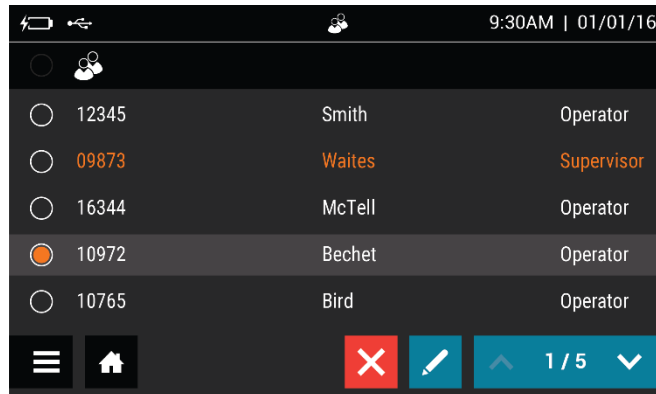 9:30AM | 01/01/16
12345 Smith Operator
09873 Waites Supervisor
16344 McTell Operator
10972 Bechet Operator
10765 Bird Operator
1 / 5